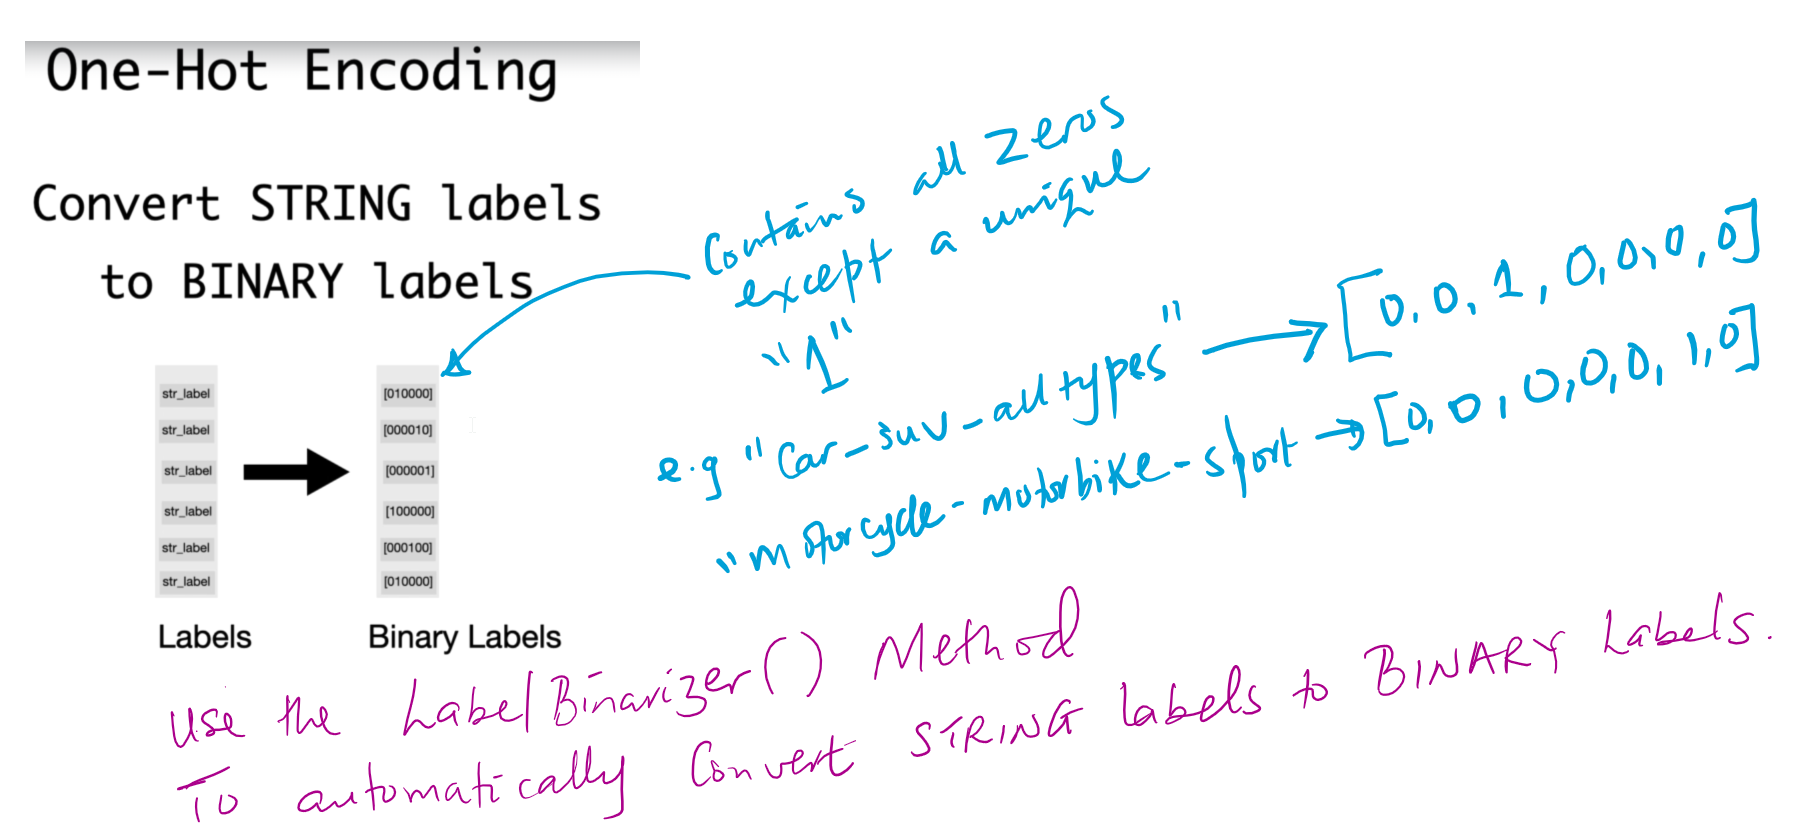 One-Hot Encoding
Convert STRING labels
to BINARY labels
Contains all zeros
except a unique
"1"
e.g "Car-suv-alltypes" → [0,0,1,0,0,0,0]
"motorcycle-motorbike-sport → [0,0,0,0,0,1,0]
str_label [010000]
str_label [000010]
str_label [000001]
str_label [100000]
str_label [000100]
str_label [010000]
Labels Binary Labels
Use the LabelBinarizer() Method
To automatically Convert STRING labels to BINARY Labels.